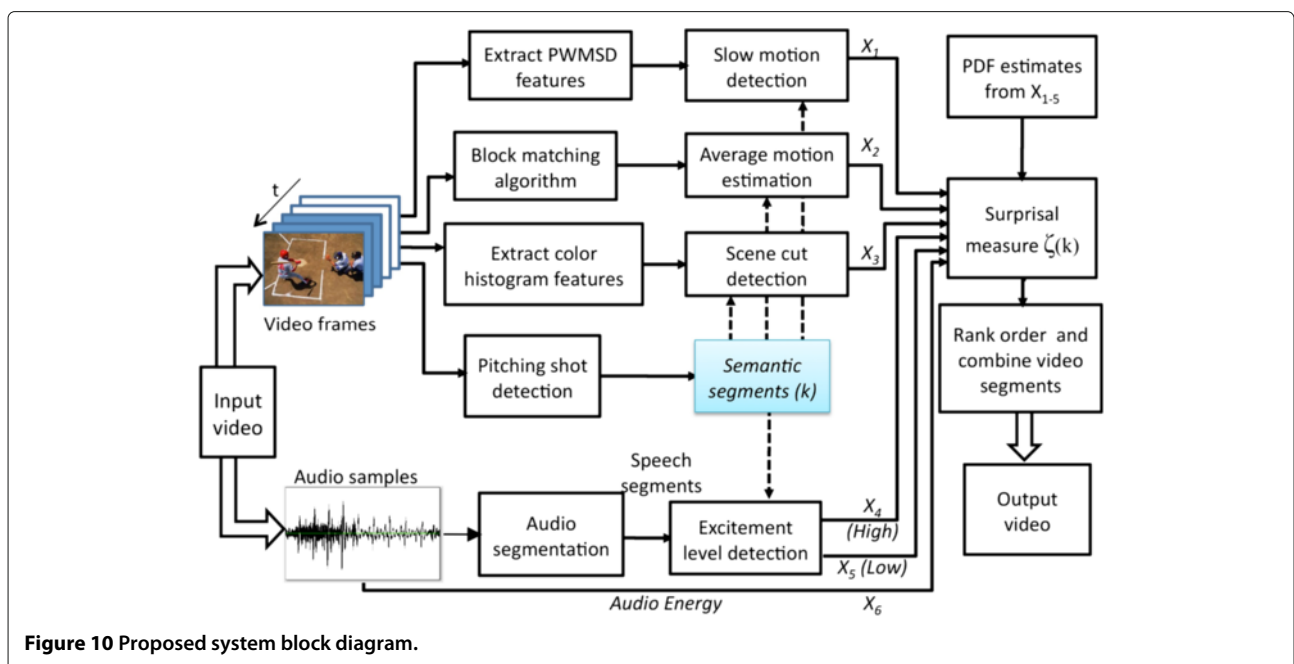 Extract PWMSD
features
Slow motion
detection
X1
PDF estimates
from X1-5
Block matching
algorithm
Average motion
estimation
X2
t
Extract color
histogram features
Scene cut
detection
X3
Surprisal
measure ζ(k)
Video frames
Pitching shot
detection
Semantic
segments (k)
Rank order and
combine video
segments
Input
video
Audio samples
Speech
segments
Audio
segmentation
Excitement
level detection
X4
(High)
X5 (Low)
Output
video
Audio Energy
X6
Figure 10 Proposed system block diagram.